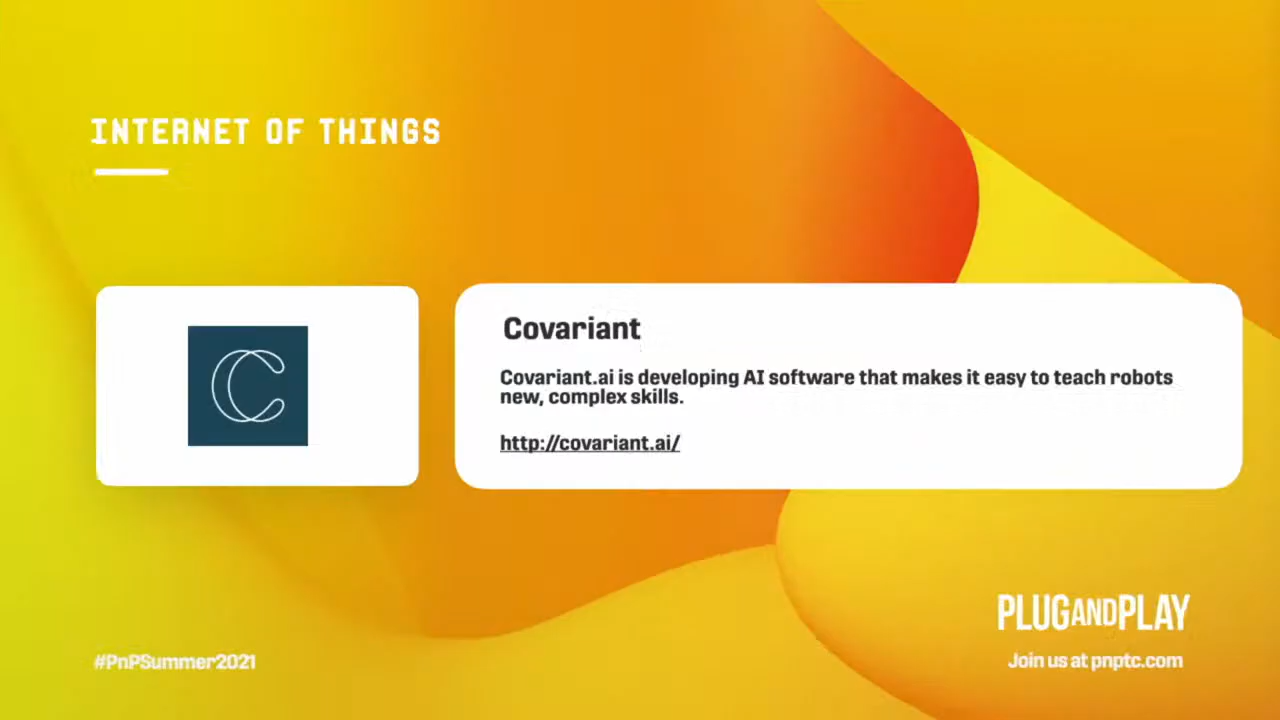 INTERNET OF THINGS
Covariant
Covariant.ai is developing AI software that makes it easy to teach robots
new, complex skills.
http://covariant.ai/
PLUGANDPLAY
#PnPSummer2021
Join us at pnptc.com